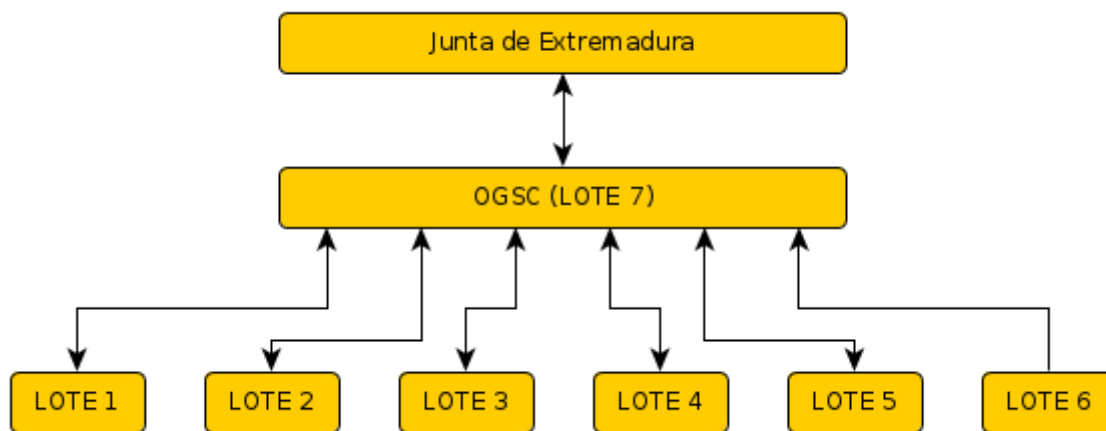 Junta de Extremadura
OGSC (LOTE 7)
LOTE 1
LOTE 2
LOTE 3
LOTE 4
LOTE 5
LOTE 6